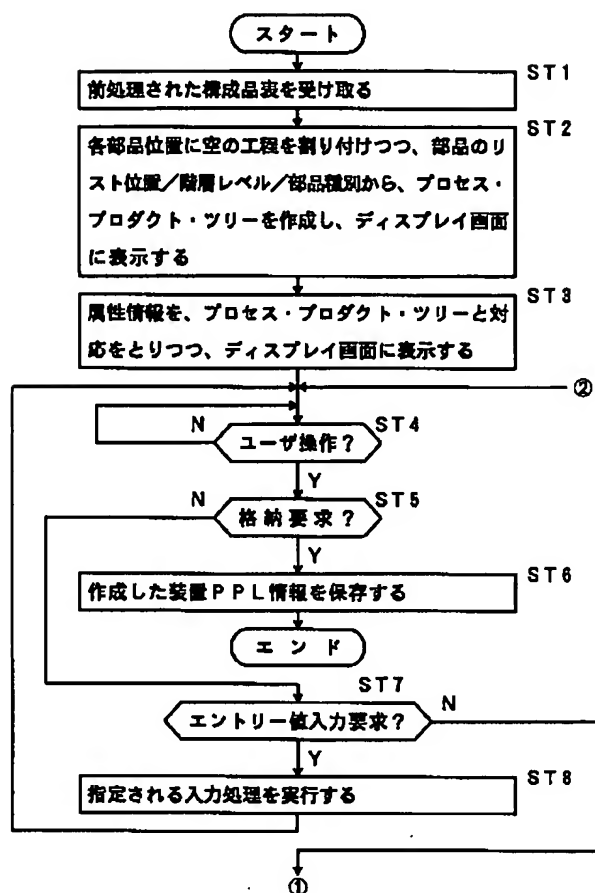 スタート
ST1
前処理された構成品表を受け取る
ST2
各部品位置に空の工程を割り付けつつ、部品のリ
スト位置／階層レベル／部品種別から、プロセス・
プロダクト・ツリーを作成し、ディスプレイ画面
に表示する
ST3
属性情報を、プロセス・プロダクト・ツリーと対
応をとりつつ、ディスプレイ画面に表示する
②
N
ST4
ユーザ操作？
Y
N
ST5
格納要求？
Y
ST6
作成した装置ＰＰＬ情報を保存する
エンド
ST7
エントリー値入力要求？
N
Y
ST8
指定される入力処理を実行する
①